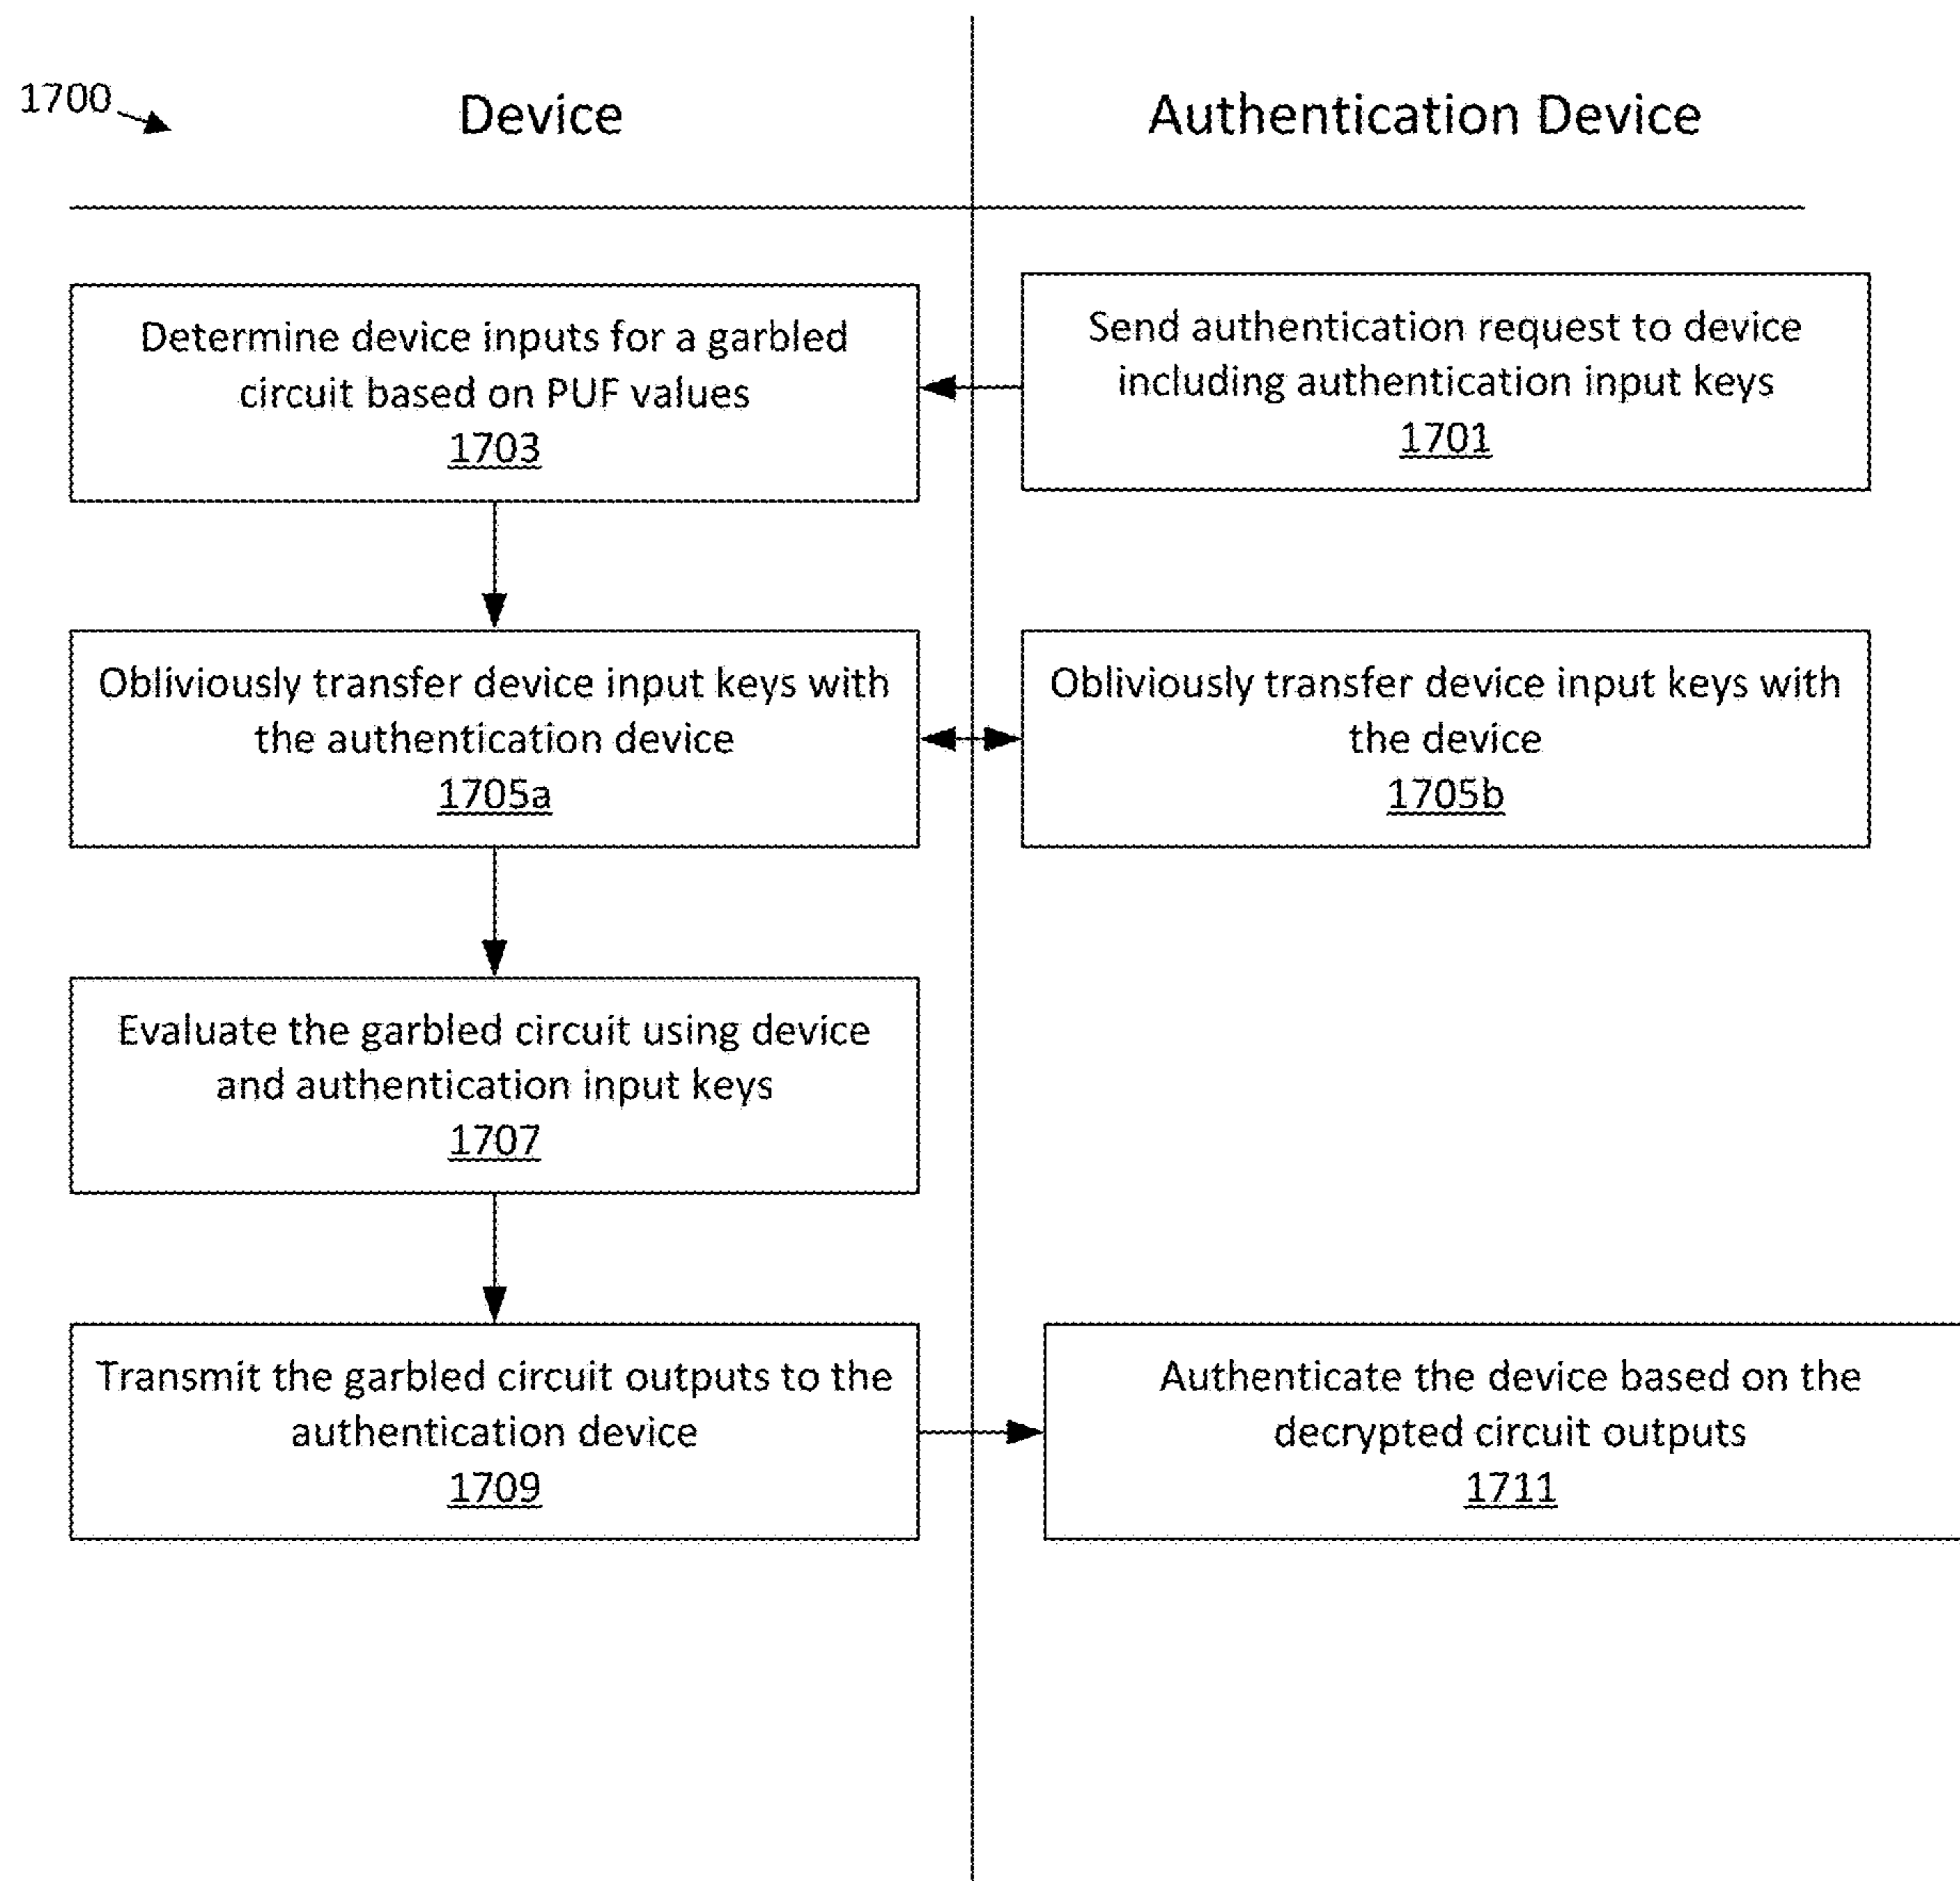 1700
Device
Authentication Device
Determine device inputs for a garbled
circuit based on PUF values
1703
Send authentication request to device
including authentication input keys
1701
Obliviously transfer device input keys with
the authentication device
1705a
Obliviously transfer device input keys with
the device
1705b
Evaluate the garbled circuit using device
and authentication input keys
1707
Transmit the garbled circuit outputs to the
authentication device
1709
Authenticate the device based on the
decrypted circuit outputs
1711